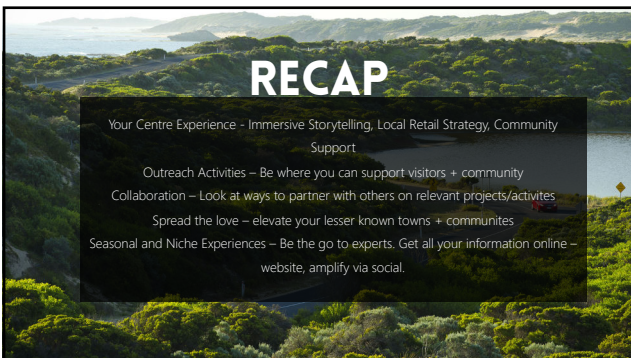 RECAP
Your Centre Experience - Immersive Storytelling, Local Retail Strategy, Community
Support
Outreach Activities – Be where you can support visitors + community
Collaboration – Look at ways to partner with others on relevant projects/activites
Spread the love – elevate your lesser known towns + communites
Seasonal and Niche Experiences – Be the go to experts. Get all your information online –
website, amplify via social.